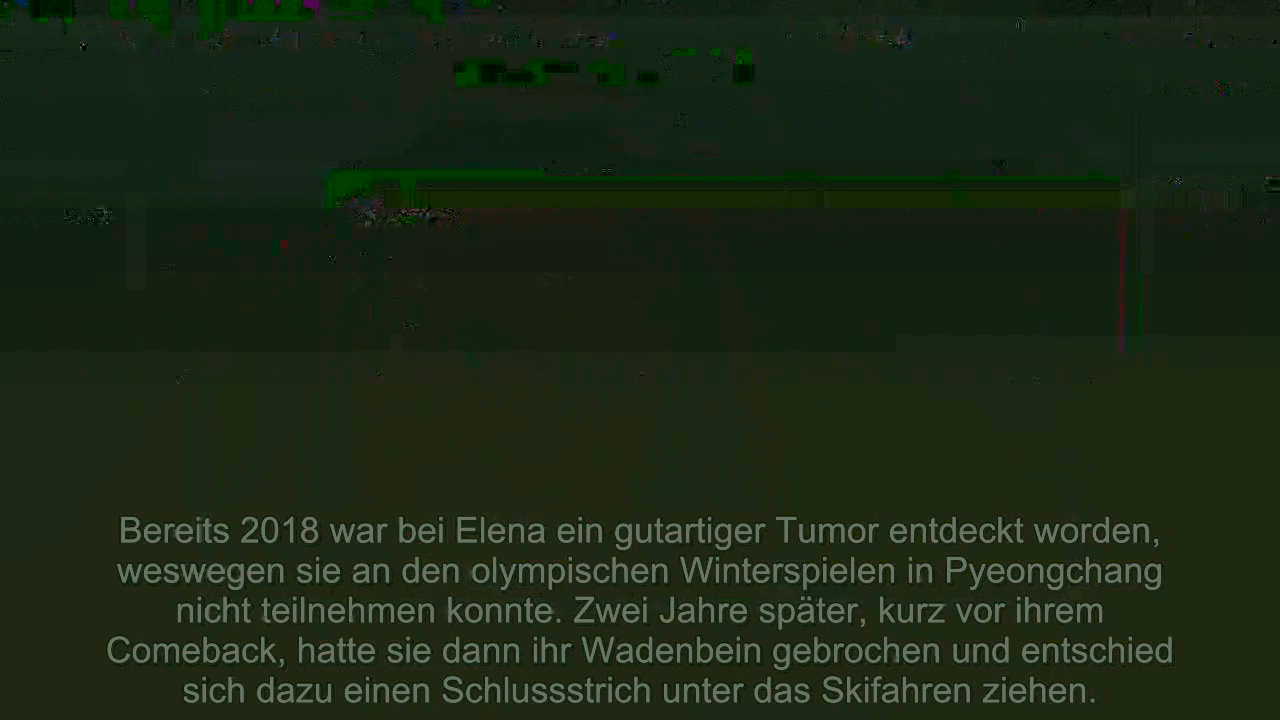 Bereits 2018 war bei Elena ein gutartiger Tumor entdeckt worden,
weswegen sie an den olympischen Winterspielen in Pyeongchang
nicht teilnehmen konnte. Zwei Jahre später, kurz vor ihrem
Comeback, hatte sie dann ihr Wadenbein gebrochen und entschied
sich dazu einen Schlussstrich unter das Skifahren ziehen.